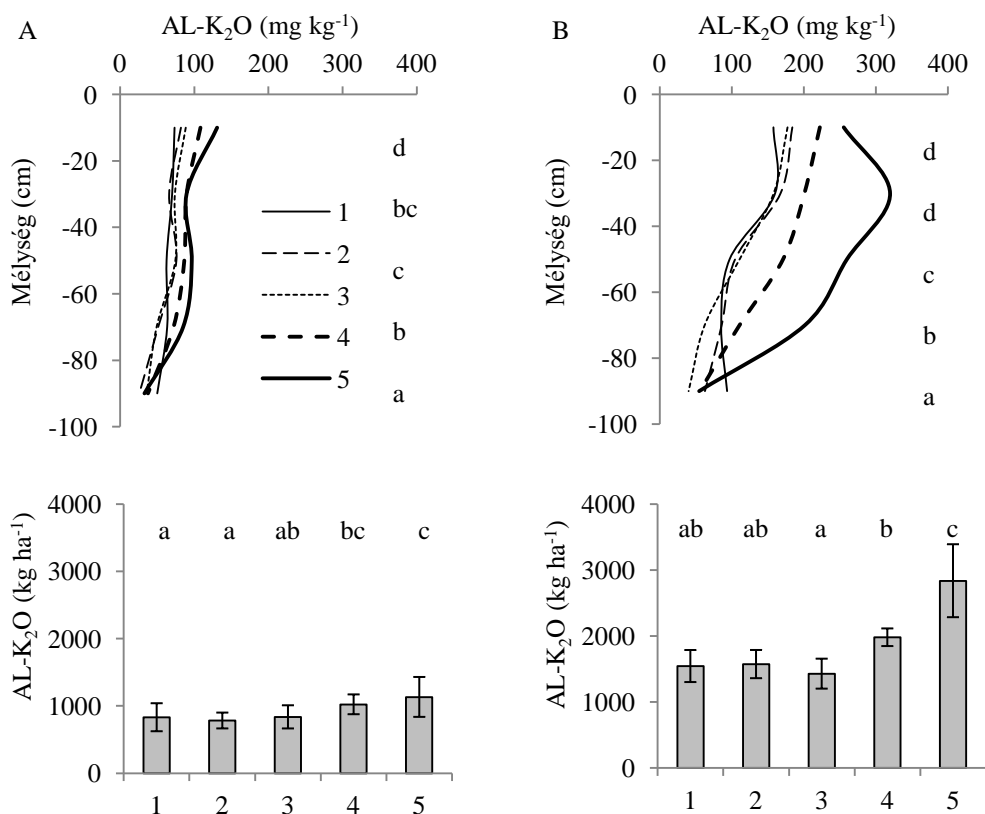 A
AL-K₂O (mg kg⁻¹)
0 100 200 300 400
0
-20
-40
-60
-80
-100
Mélység (cm)
d
bc
c
b
a
1
2
3
4
5
B
AL-K₂O (mg kg⁻¹)
0 100 200 300 400
0
-20
-40
-60
-80
-100
Mélység (cm)
d
d
c
b
a
AL-K₂O (kg ha⁻¹)
4000
3000
2000
1000
0
a a ab bc c
1 2 3 4 5
AL-K₂O (kg ha⁻¹)
4000
3000
2000
1000
0
ab ab a b c
1 2 3 4 5